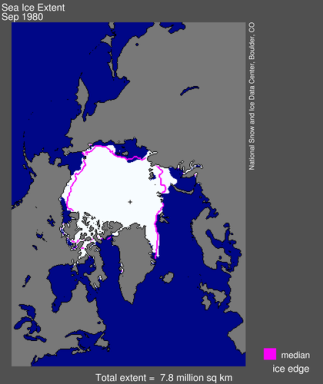 Sea Ice Extent
Sep 1980
National Snow and Ice Data Center, Boulder, CO
median
ice edge
Total extent = 7.8 million sq km